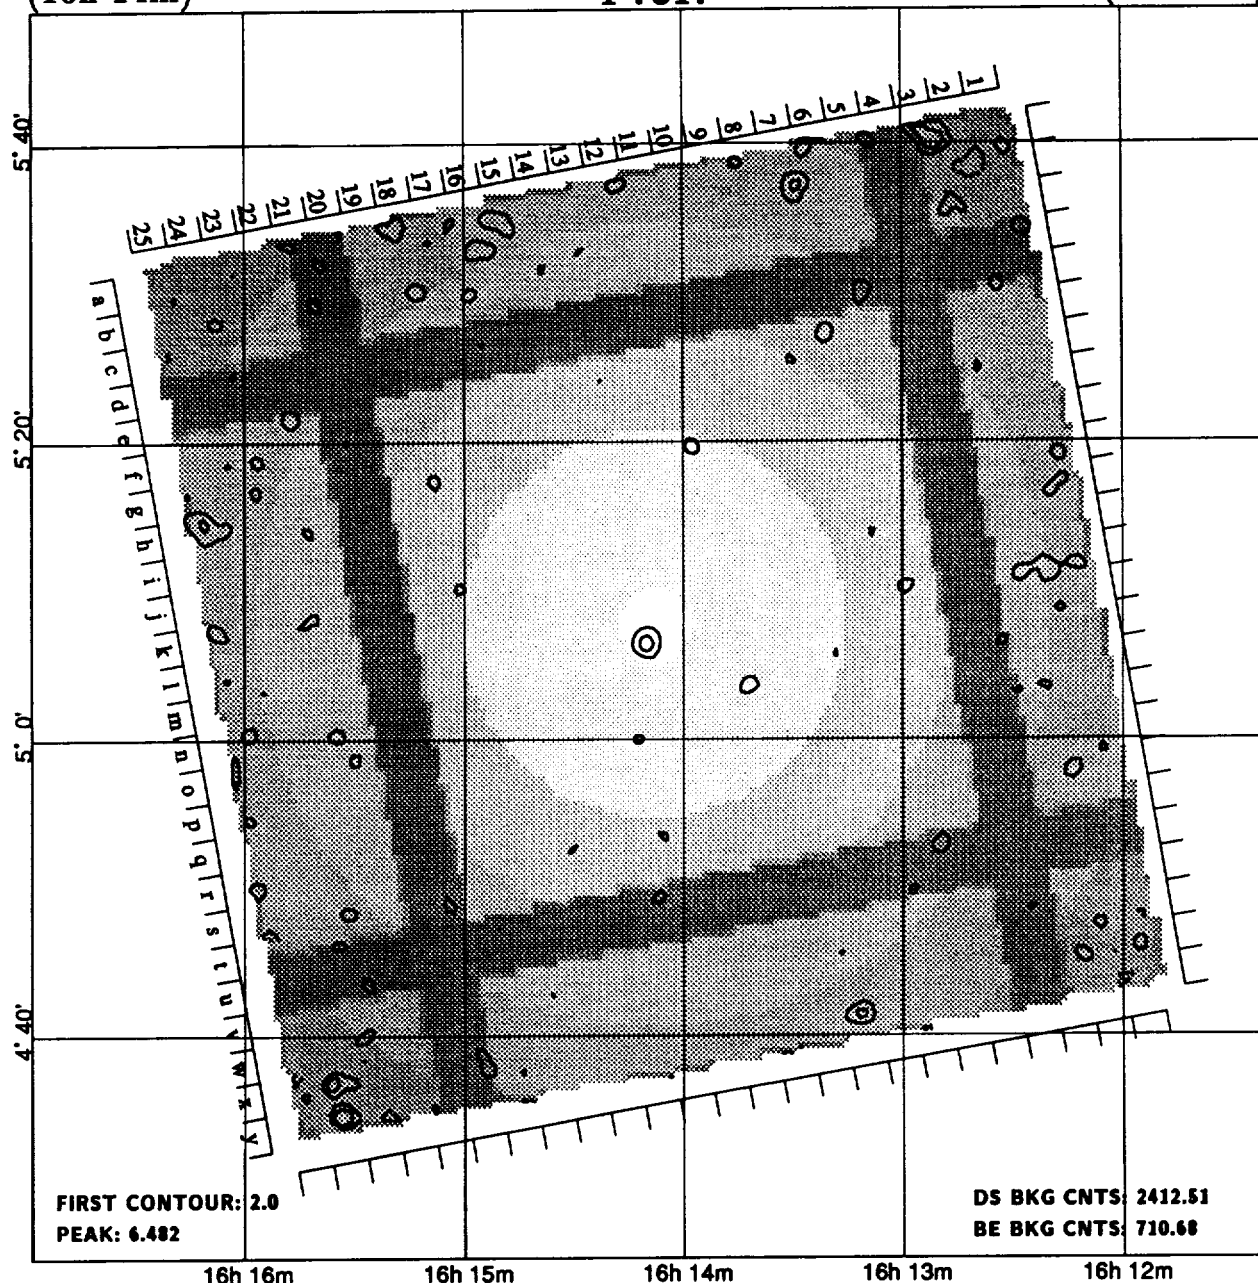 1 2 3 4 5 6 7 8 9 10 11 12 13 14 15 16 17 18 19 20 21 22 23 24 25
a b c d e f g h i j k l m n o p q r s t u v w x y
5° 40'
5° 20'
5° 0'
4° 40'
FIRST CONTOUR: 2.0
PEAK: 6.482
DS BKG CNTS: 2412.51
BE BKG CNTS: 710.68
16h 16m 16h 15m 16h 14m 16h 13m 16h 12m